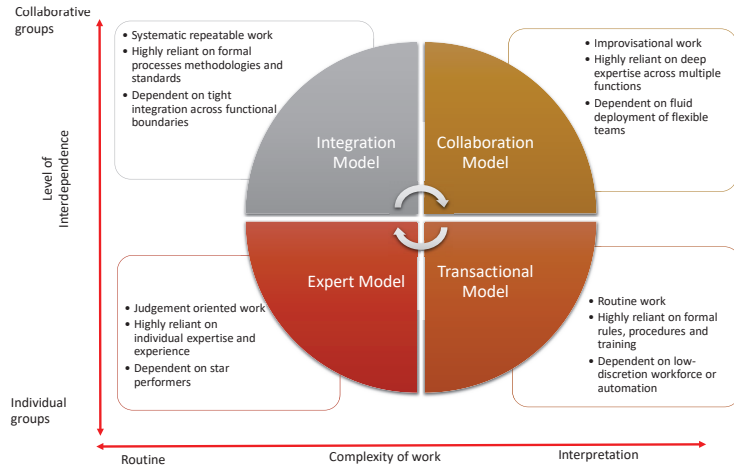 Collaborative
groups
• Systematic repeatable work
• Highly reliant on formal
processes methodologies and
standards
• Dependent on tight
integration across functional
boundaries
• Improvisational work
• Highly reliant on deep
expertise across multiple
functions
• Dependent on fluid
deployment of flexible
teams
Integration
Model
Collaboration
Model
Level of
Interdependence
Expert Model
Transactional
Model
• Judgement oriented work
• Highly reliant on
individual expertise and
experience
• Dependent on star
performers
• Routine work
• Highly reliant on formal
rules, procedures and
training
• Dependent on low-
discretion workforce or
automation
Individual
groups
Routine
Complexity of work
Interpretation